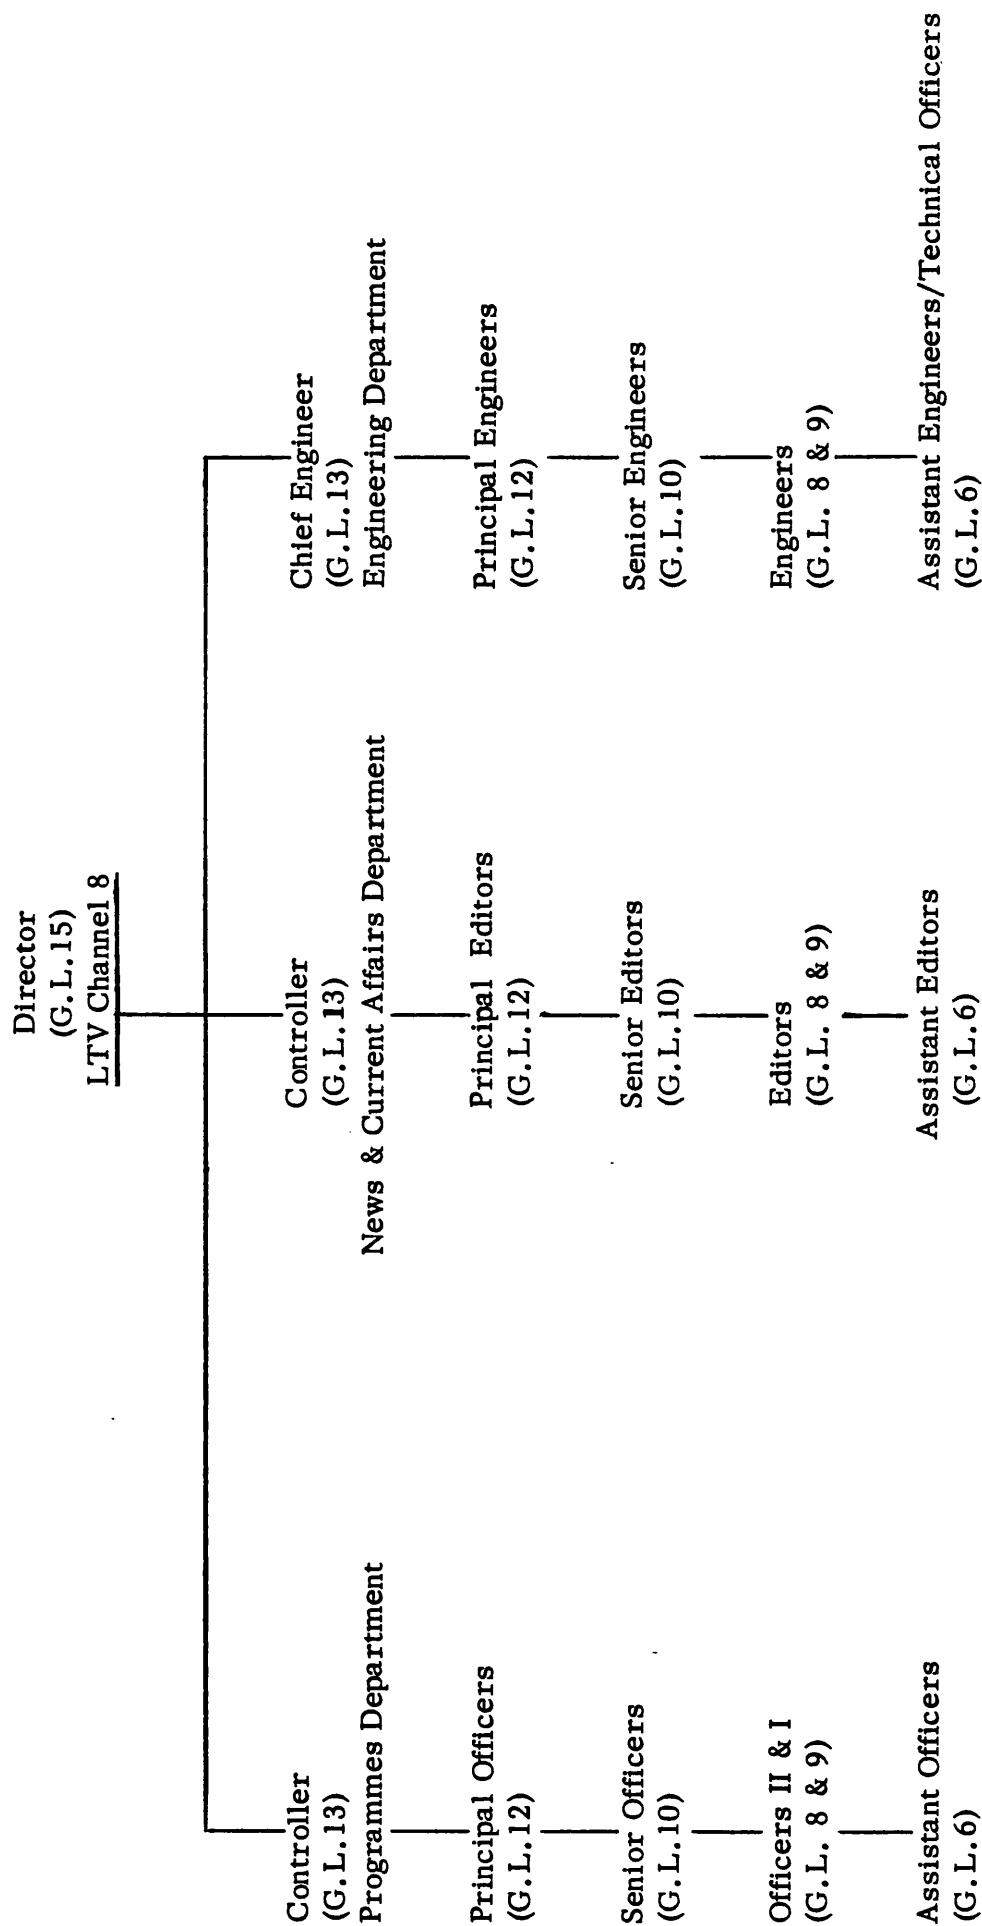 Director
(G.L.15)
LTV Channel 8
Controller
(G.L.13)
Programmes Department
Principal Officers
(G.L.12)
Senior Officers
(G.L.10)
Officers II & I
(G.L. 8 & 9)
Assistant Officers
(G.L.6)
Controller
(G.L.13)
News & Current Affairs Department
Principal Editors
(G.L.12)
Senior Editors
(G.L.10)
Editors
(G.L. 8 & 9)
Assistant Editors
(G.L.6)
Chief Engineer
(G.L.13)
Engineering Department
Principal Engineers
(G.L.12)
Senior Engineers
(G.L.10)
Engineers
(G.L. 8 & 9)
Assistant Engineers/Technical Officers
(G.L.6)